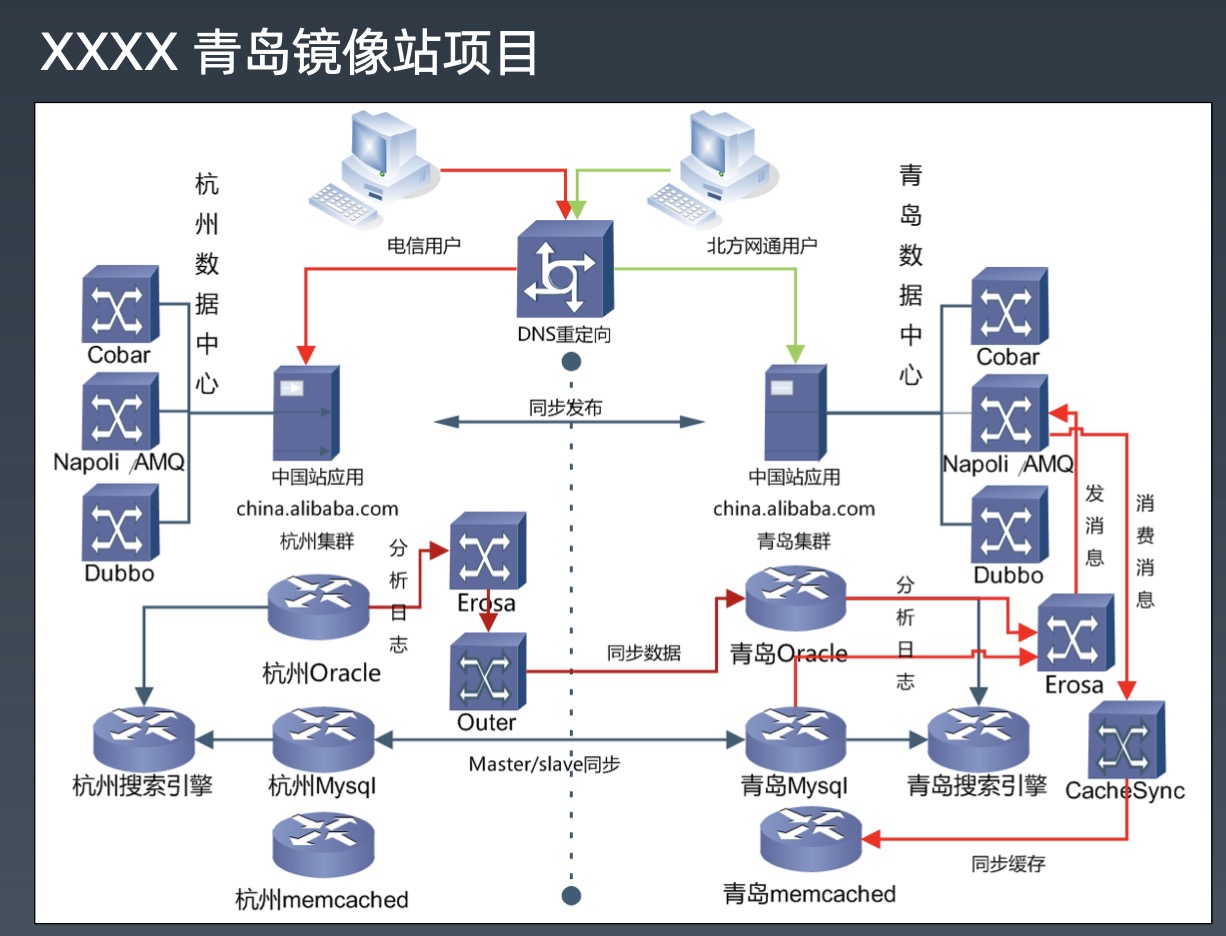 XXXX 青岛镜像站项目
电信用户
北方网通用户
杭州数据中心
青岛数据中心
DNS重定向
Cobar
Cobar
同步发布
Napoli /AMQ
Napoli /AMQ
中国站应用
china.alibaba.com
杭州集群
中国站应用
china.alibaba.com
青岛集群
发消息
消费消息
Dubbo
Dubbo
分析日志
Erosa
分析日志
杭州Oracle
同步数据
青岛Oracle
Erosa
Outer
杭州搜索引擎
杭州Mysql
Master/slave同步
青岛Mysql
青岛搜索引擎
CacheSync
同步缓存
杭州memcached
青岛memcached